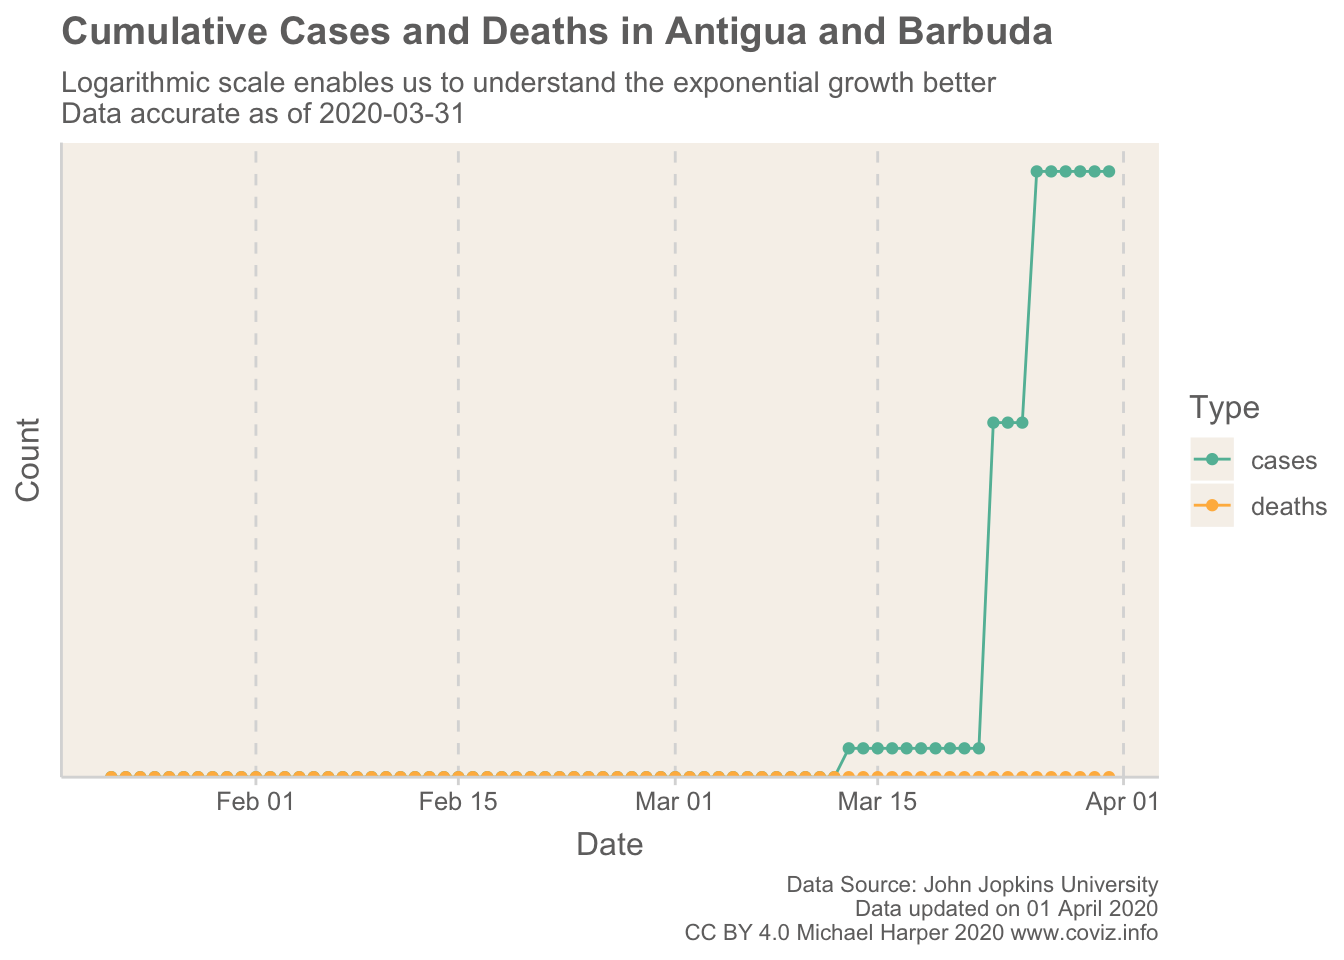 Cumulative Cases and Deaths in Antigua and Barbuda
Logarithmic scale enables us to understand the exponential growth better
Data accurate as of 2020-03-31
Count
Type
cases
deaths
Feb 01
Feb 15
Mar 01
Mar 15
Apr 01
Date
Data Source: John Jopkins University
Data updated on 01 April 2020
CC BY 4.0 Michael Harper 2020 www.coviz.info